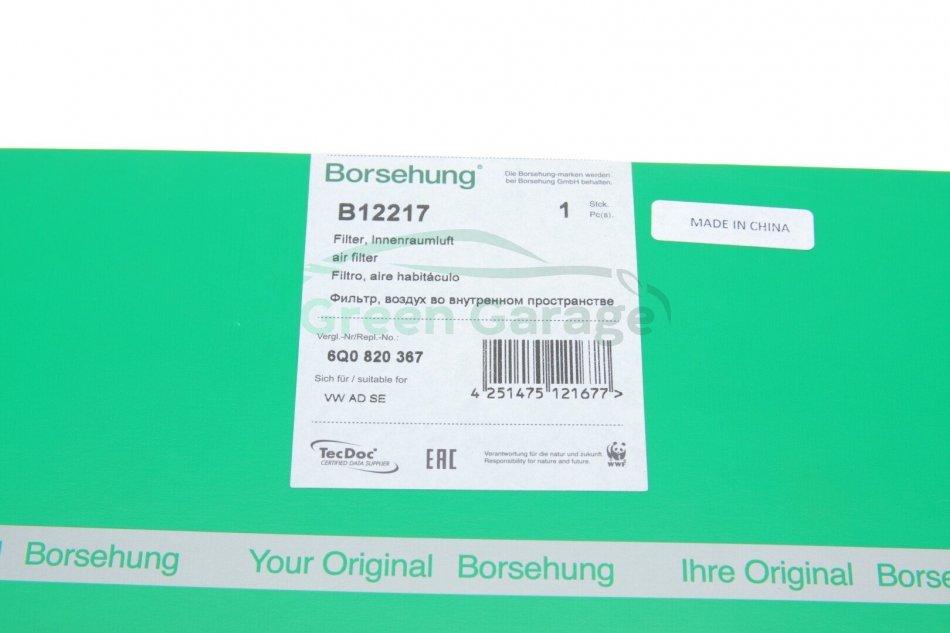 Borsehung®
Die Borsehung-marken werden
bei Borsehung GmbH behalten.
B12217
1 Stck.
Pc(s).
MADE IN CHINA
Filter, Innenraumluft
air filter
Filtro, aire habitáculo
Фильтр, воздух во внутренном пространстве
Green Garage
Vergl.-Nr/Repl.-No.:
6Q0 820 367
Sich für / suitable for
VW AD SE
4 251475 121677 >
TecDoc®
CERTIFIED DATA SUPPLIER
EAC
Verantwortung für die natur und zukunft.
Responsibility for nature and future.
WWF
Borsehung Your Original Borsehung Ihre Original Borse